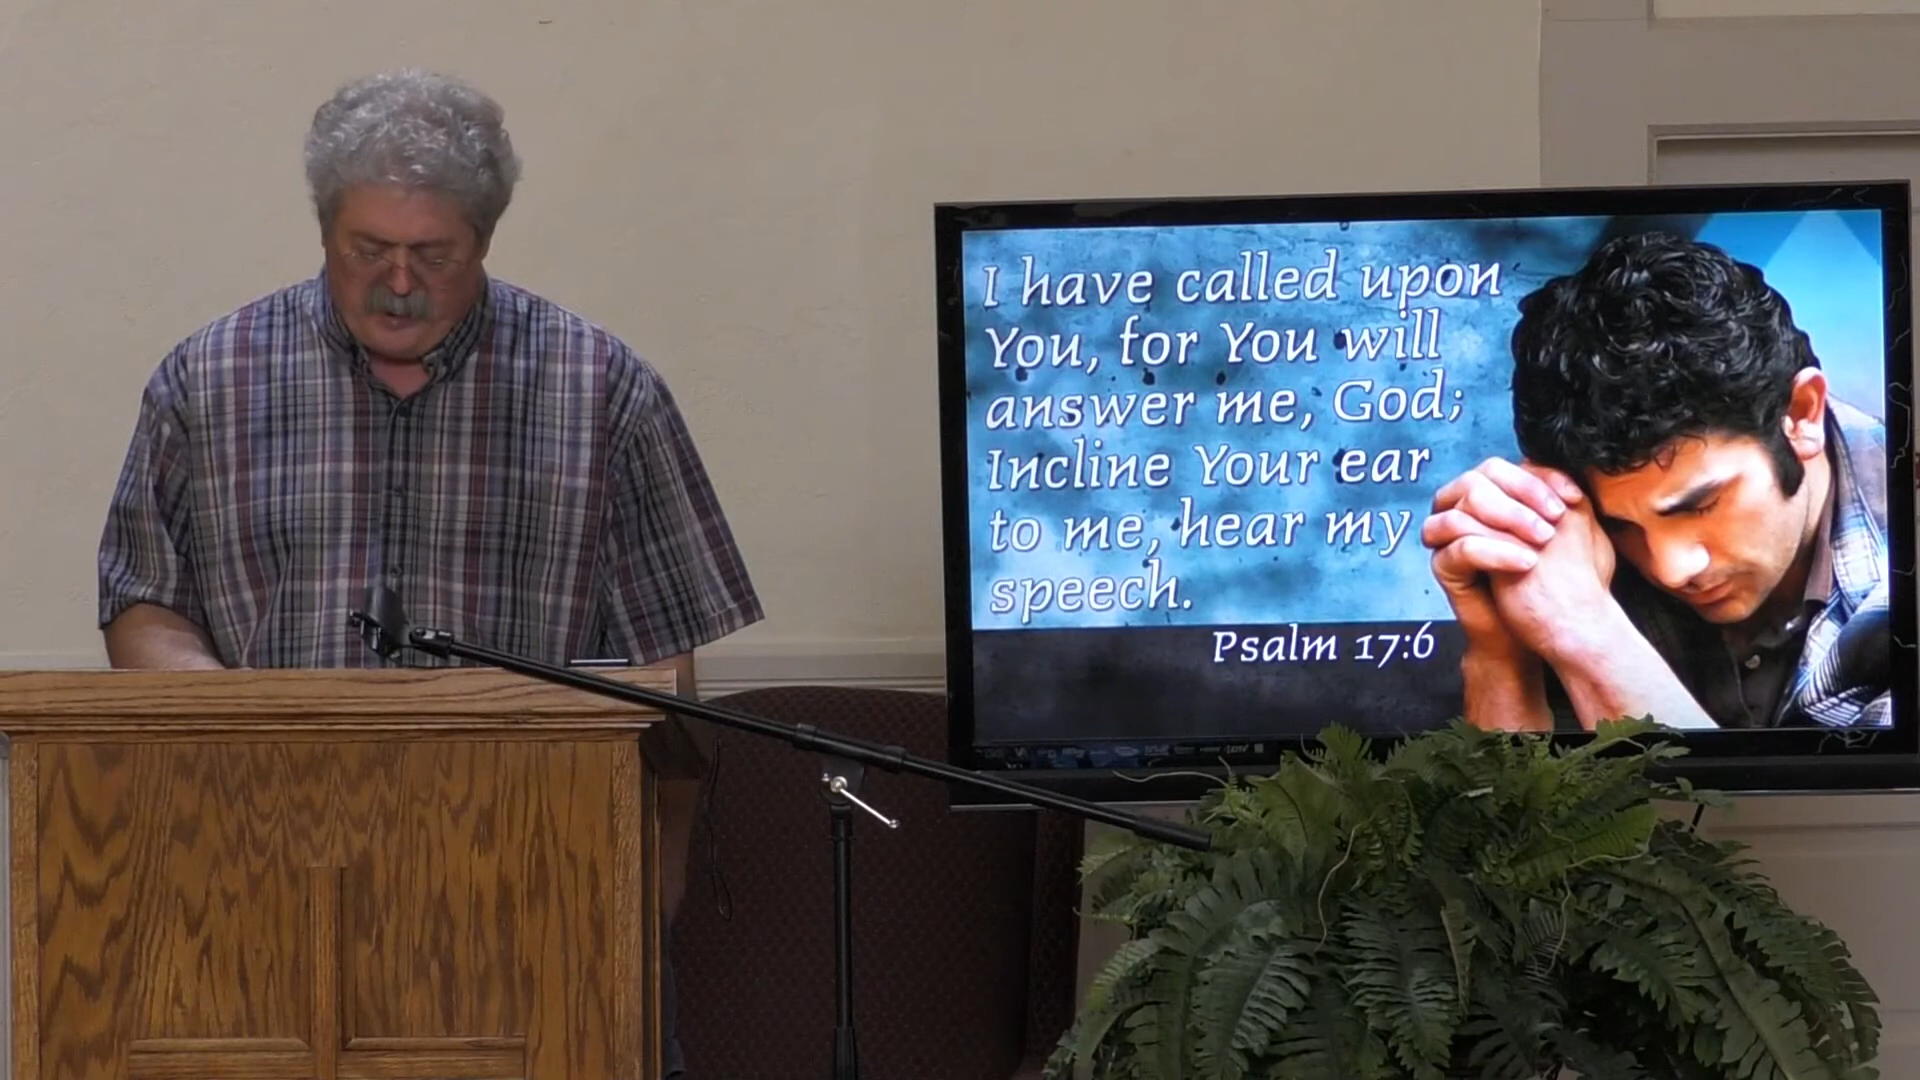 I have called upon
You, for You will
answer me, God;
Incline Your ear
to me, hear my
speech.
Psalm 17:6